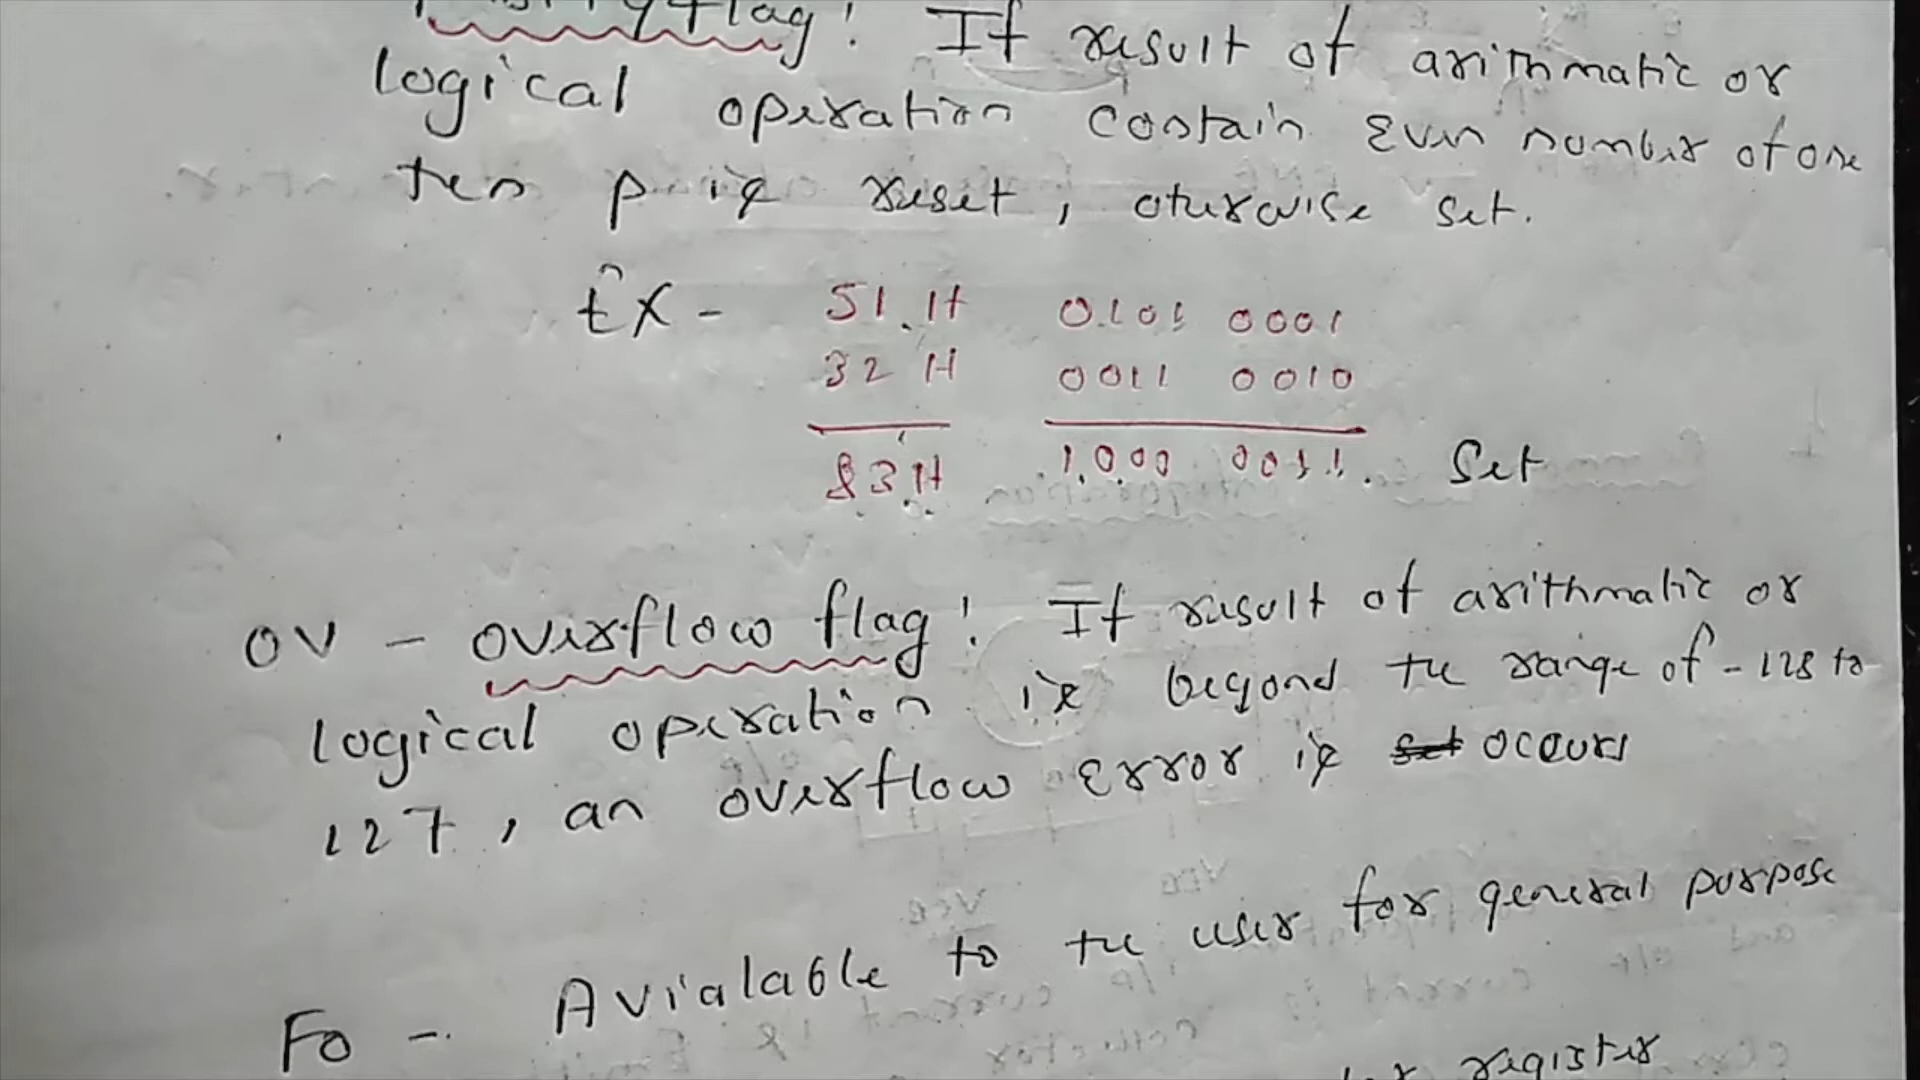 flag! If result of arithmatic or
logical operation contain Even number of one
then p is reset, otherwise set.
EX - 51 H 0101 0001
32 H 0011 0010
83 H 1000 0011 Set
OV - overflow flag! If result of arithmatic or
logical operation is beyond the range of -128 to
127, an overflow error is occurs
Fo - Avialable to the user for general purpose
register